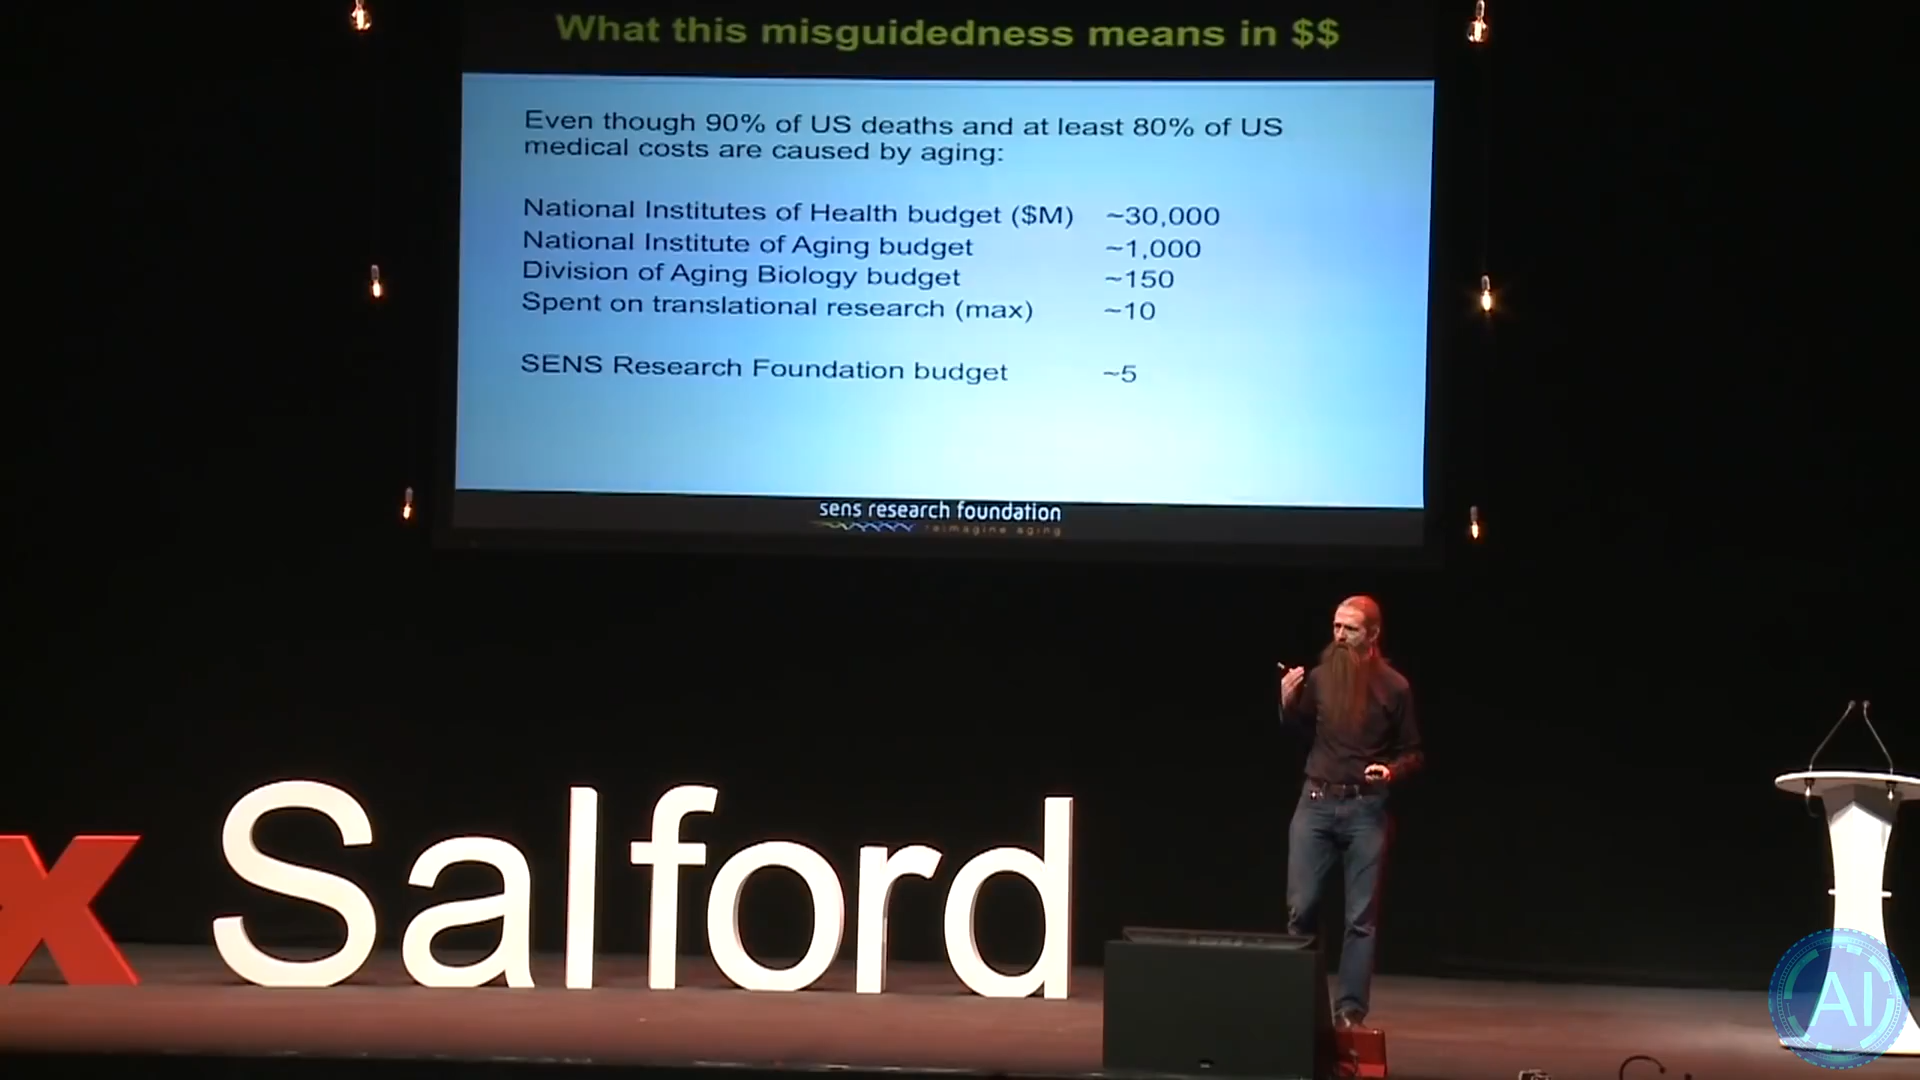 What this misguidedness means in $$
Even though 90% of US deaths and at least 80% of US
medical costs are caused by aging:
National Institutes of Health budget ($M) ~30,000
National Institute of Aging budget ~1,000
Division of Aging Biology budget ~150
Spent on translational research (max) ~10
SENS Research Foundation budget ~5
sens research foundation
reimagine aging
x Salford
AI